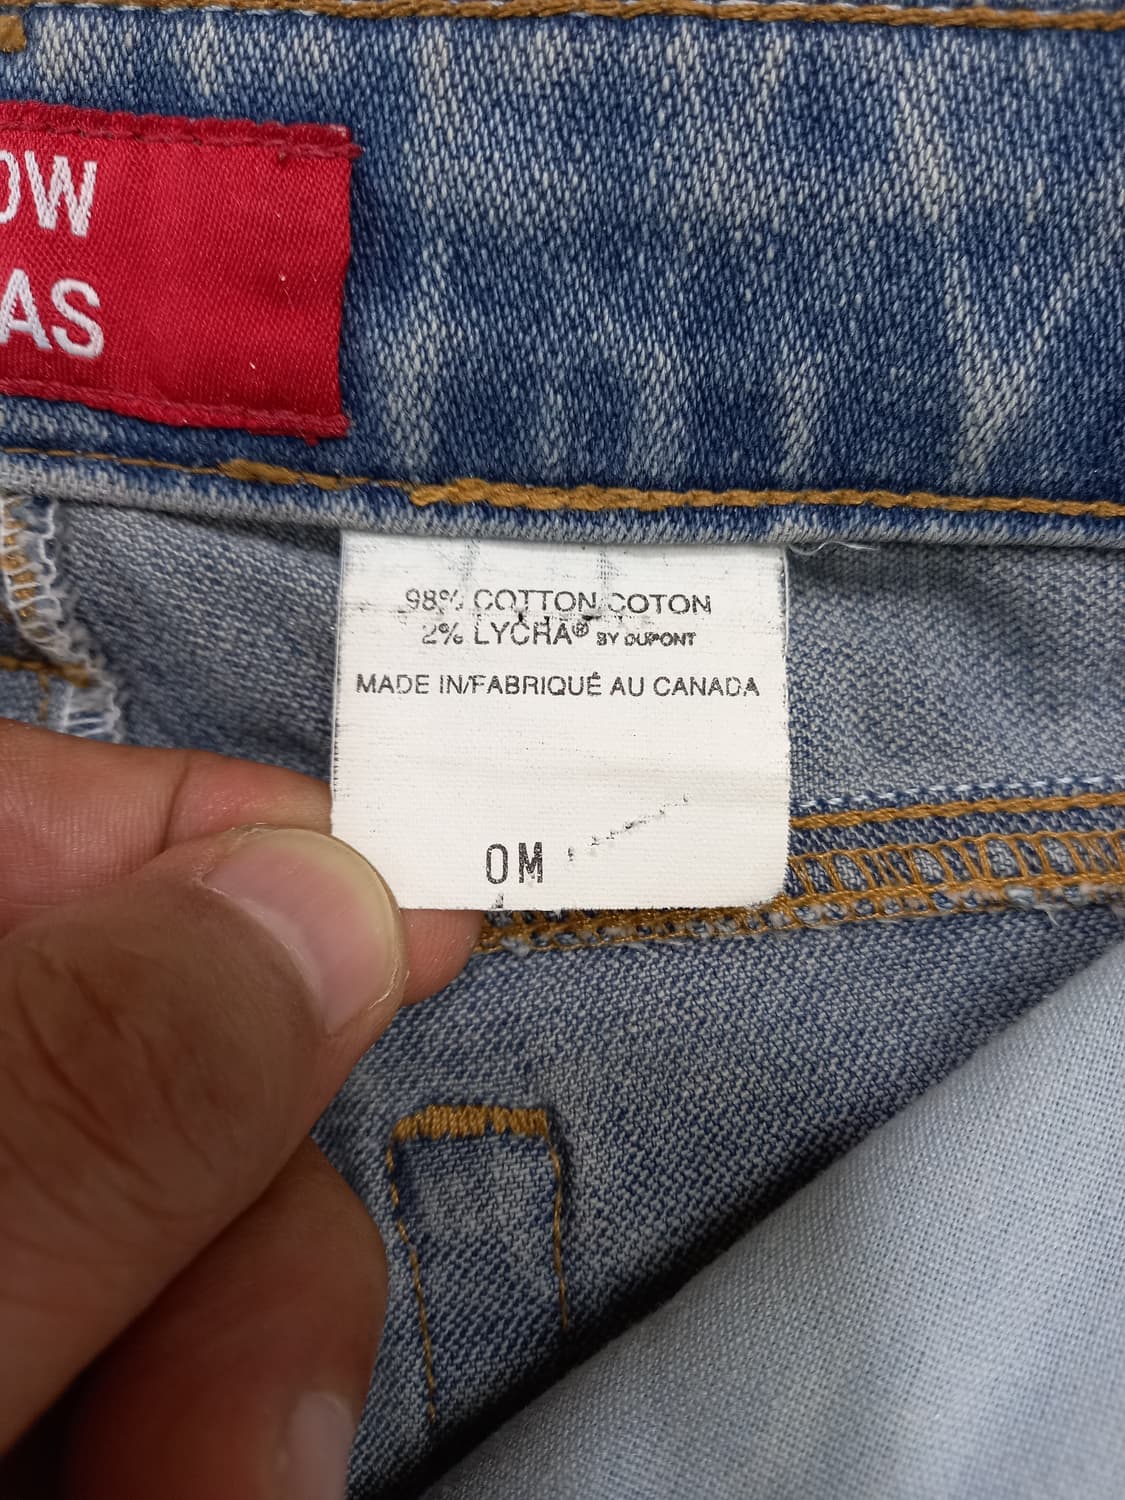 OW
AS
98% COTTON/COTON
2% LYCRA® BY DUPONT
MADE IN/FABRIQUÉ AU CANADA
0M